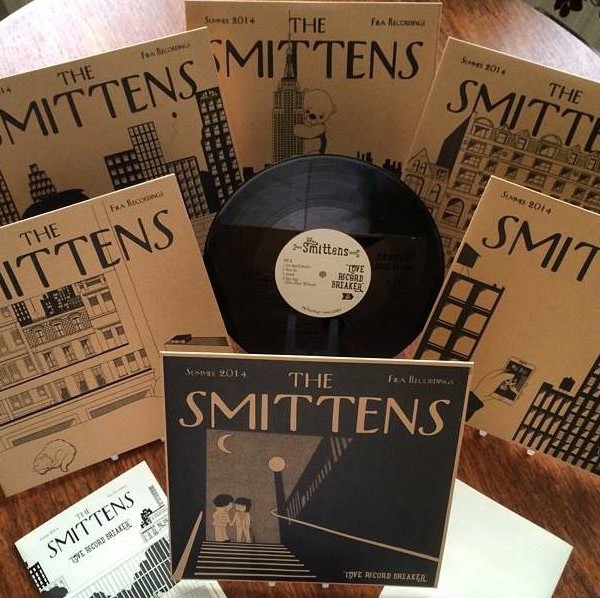 THE
SMITTENS
FIKA RECORDINGS
SUMMER 2014
THE
FIKA RECORDINGS
SMITTENS
SUMMER 2014
THE
SMITTENS
THE
SMITTENS
FIKA RECORDINGS
The Smittens
"LOVE
RECORD
BREAKER"
SUMMER 2014
SMITTENS
SUMMER 2014
THE
FIKA RECORDINGS
SMITTENS
"LOVE RECORD BREAKER"
THE
SMITTENS
"LOVE RECORD BREAKER"